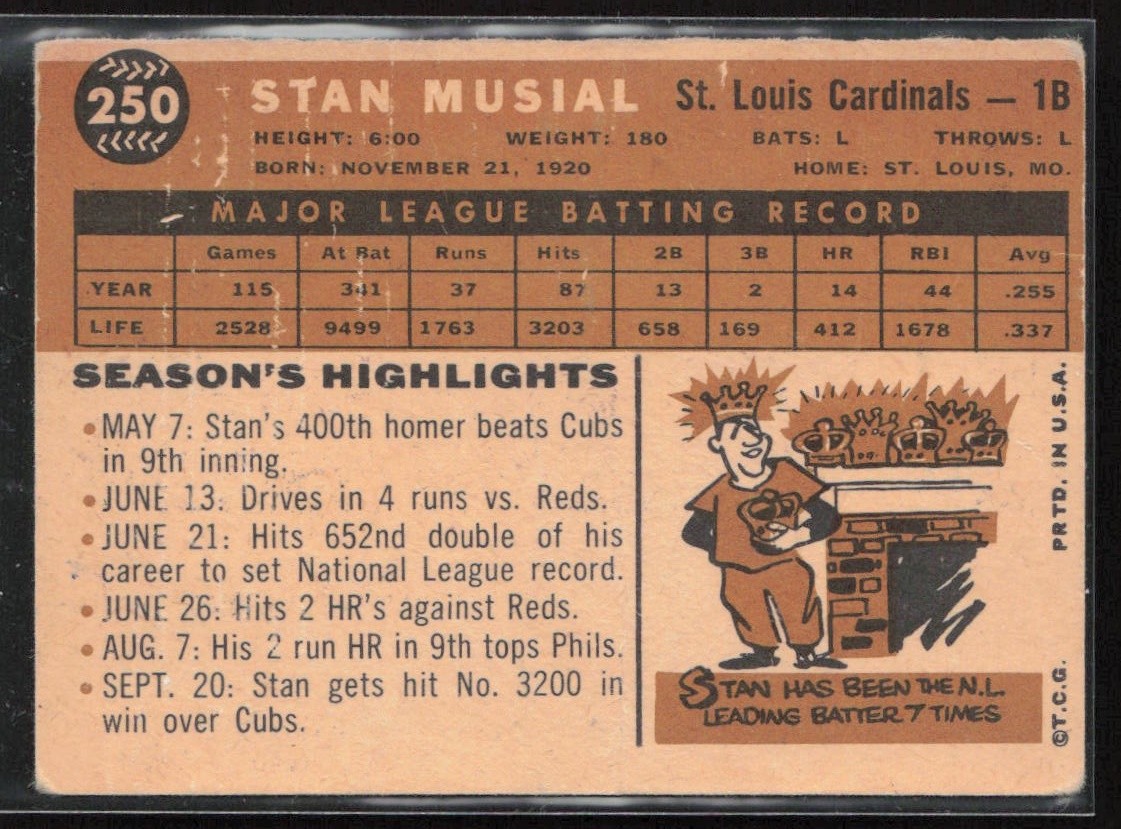 250
STAN MUSIAL St. Louis Cardinals — 1B
HEIGHT: 6:00 WEIGHT: 180 BATS: L THROWS: L
BORN: NOVEMBER 21, 1920 HOME: ST. LOUIS, MO.
MAJOR LEAGUE BATTING RECORD
Games At Bat Runs Hits 2B 3B HR RBI Avg
YEAR 115 341 37 87 13 2 14 44 .255
LIFE 2528 9499 1763 3203 658 169 412 1678 .337
SEASON'S HIGHLIGHTS
• MAY 7: Stan's 400th homer beats Cubs
in 9th inning.
• JUNE 13: Drives in 4 runs vs. Reds.
• JUNE 21: Hits 652nd double of his
career to set National League record.
• JUNE 26: Hits 2 HR's against Reds.
• AUG. 7: His 2 run HR in 9th tops Phils.
• SEPT. 20: Stan gets hit No. 3200 in
win over Cubs.
STAN HAS BEEN THE N.L.
LEADING BATTER 7 TIMES
©T.C.G. PRTD. IN U.S.A.